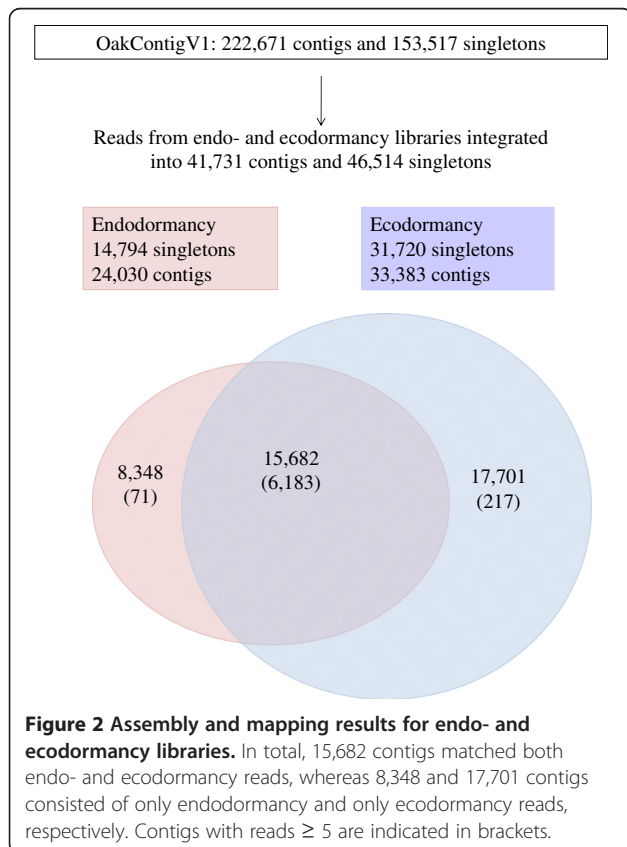 OakContigV1: 222,671 contigs and 153,517 singletons
Reads from endo- and ecodormancy libraries integrated
into 41,731 contigs and 46,514 singletons
Endodormancy
14,794 singletons
24,030 contigs
Ecodormancy
31,720 singletons
33,383 contigs
8,348
(71)
15,682
(6,183)
17,701
(217)
Figure 2 Assembly and mapping results for endo- and
ecodormancy libraries. In total, 15,682 contigs matched both
endo- and ecodormancy reads, whereas 8,348 and 17,701 contigs
consisted of only endodormancy and only ecodormancy reads,
respectively. Contigs with reads ≥ 5 are indicated in brackets.